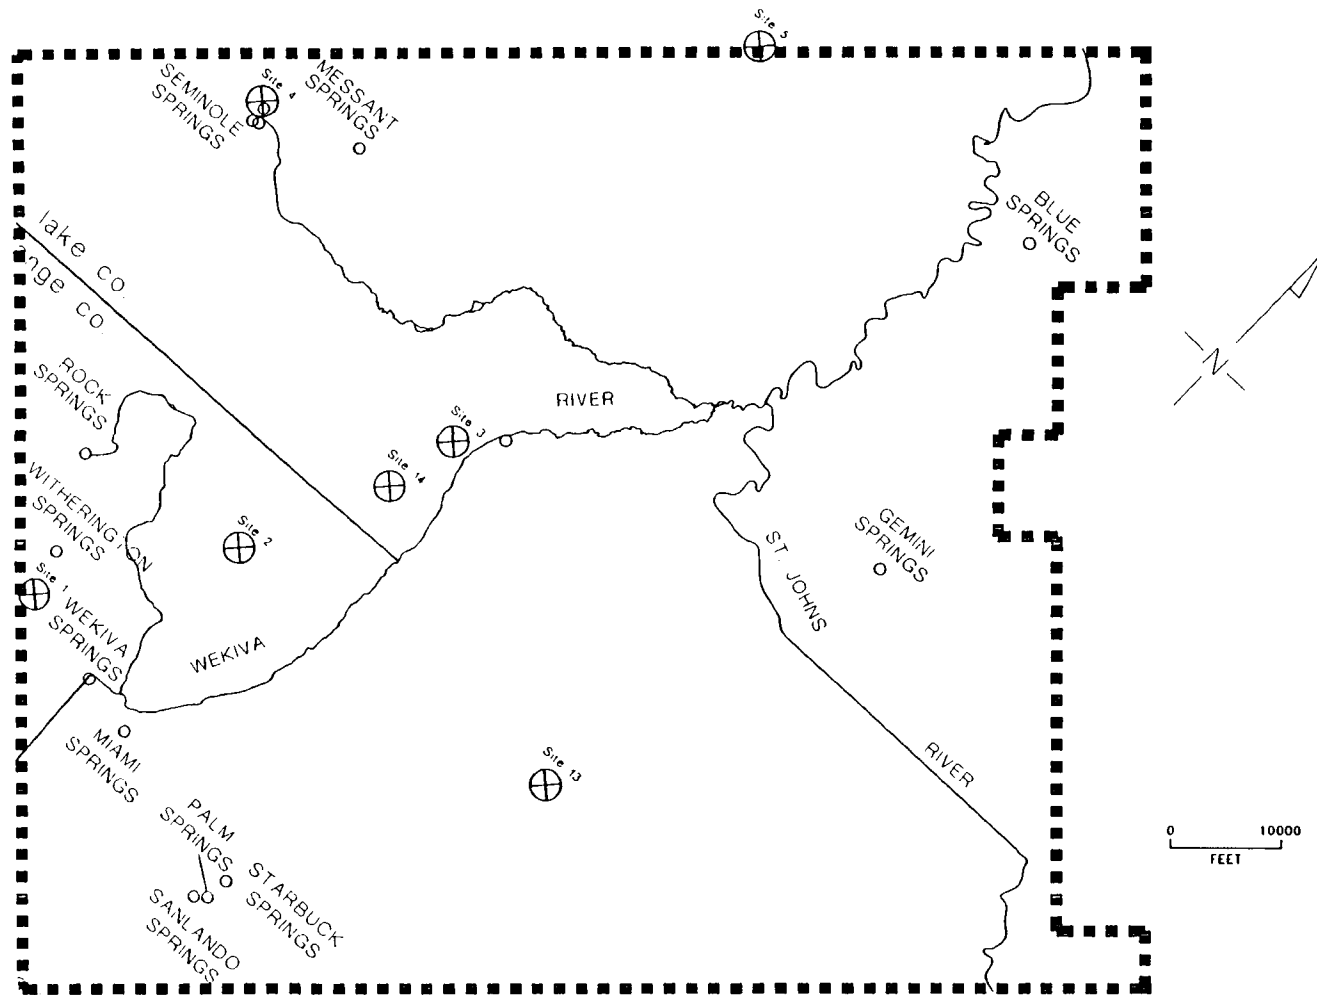 Site 5
SEMINOLE
SPRINGS
Site 4
MESSANT
SPRINGS
BLUE
SPRINGS
lake CO.
nge CO.
N
ROCK
SPRINGS
RIVER
Site 3
Site 14
WITHERINGTON
SPRINGS
Site 2
GEMINI
SPRINGS
ST. JOHNS
Site 1
WEKIVA
SPRINGS
WEKIVA
MIAMI
SPRINGS
Site 13
RIVER
PALM
SPRINGS
STARBUCK
SPRINGS
SANLANDO
SPRINGS
0 10000
FEET